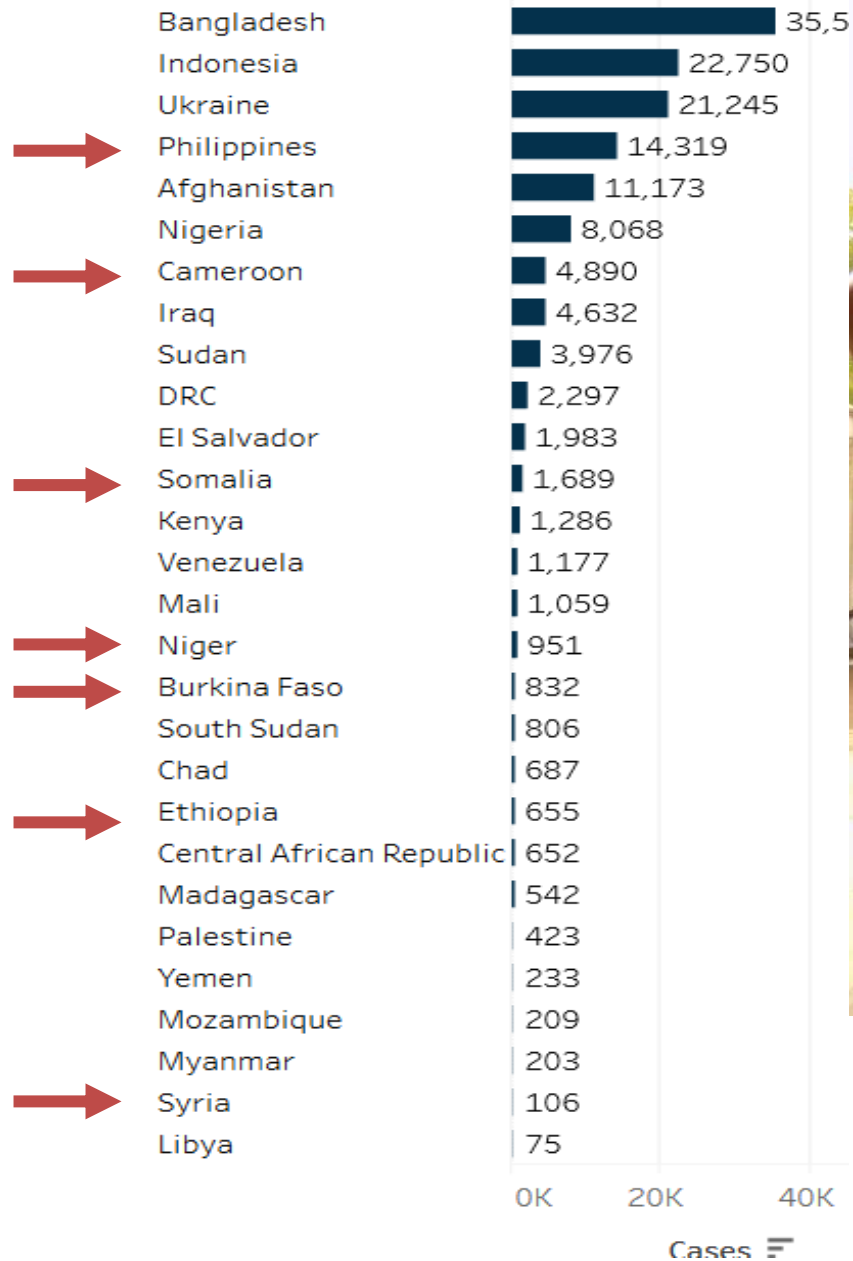 Bangladesh 35,5
Indonesia 22,750
Ukraine 21,245
Philippines 14,319
Afghanistan 11,173
Nigeria 8,068
Cameroon 4,890
Iraq 4,632
Sudan 3,976
DRC 2,297
El Salvador 1,983
Somalia 1,689
Kenya 1,286
Venezuela 1,177
Mali 1,059
Niger 951
Burkina Faso 832
South Sudan 806
Chad 687
Ethiopia 655
Central African Republic 652
Madagascar 542
Palestine 423
Yemen 233
Mozambique 209
Myanmar 203
Syria 106
Libya 75
0K 20K 40K
Cases